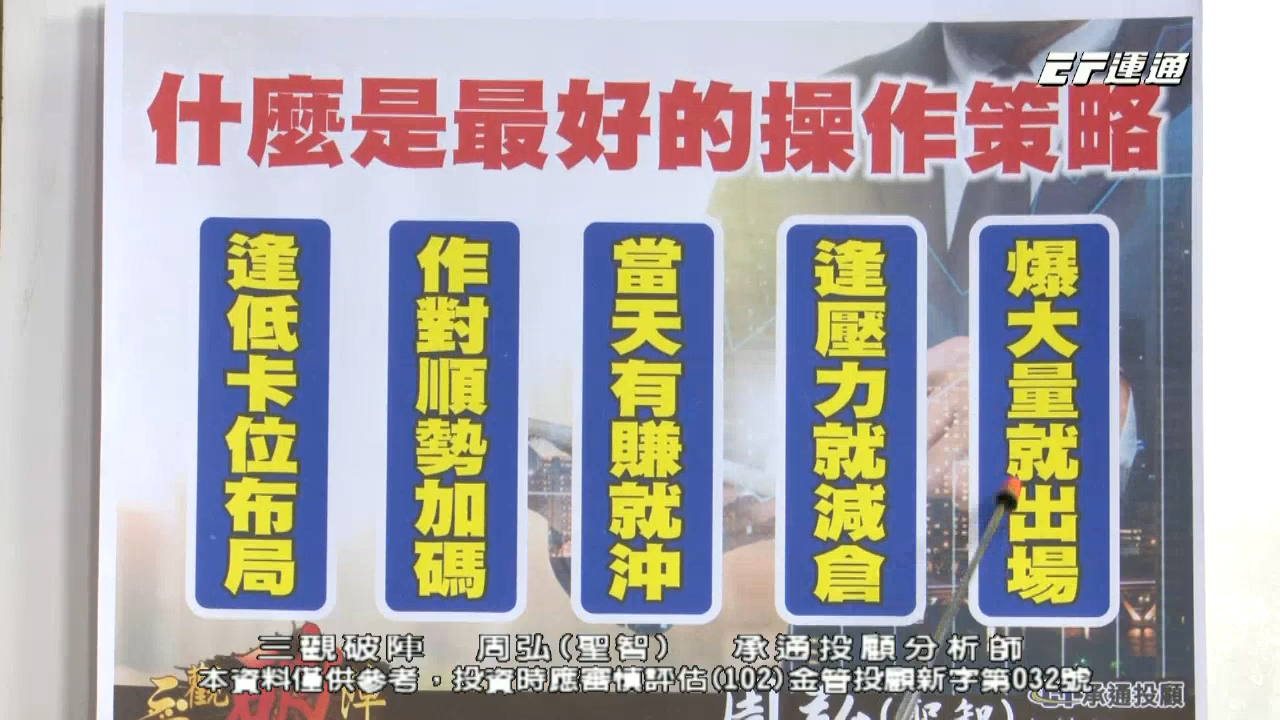 EF運通
什麼是最好的操作策略
逢低卡位布局
作對順勢加碼
當天有賺就沖
逢壓力就減倉
爆大量就出場
三觀破陣 周弘(聖智) 承通投顧分析師
本資料僅供參考，投資時應審慎評估(102)金管投顧新字第032號
承通投顧